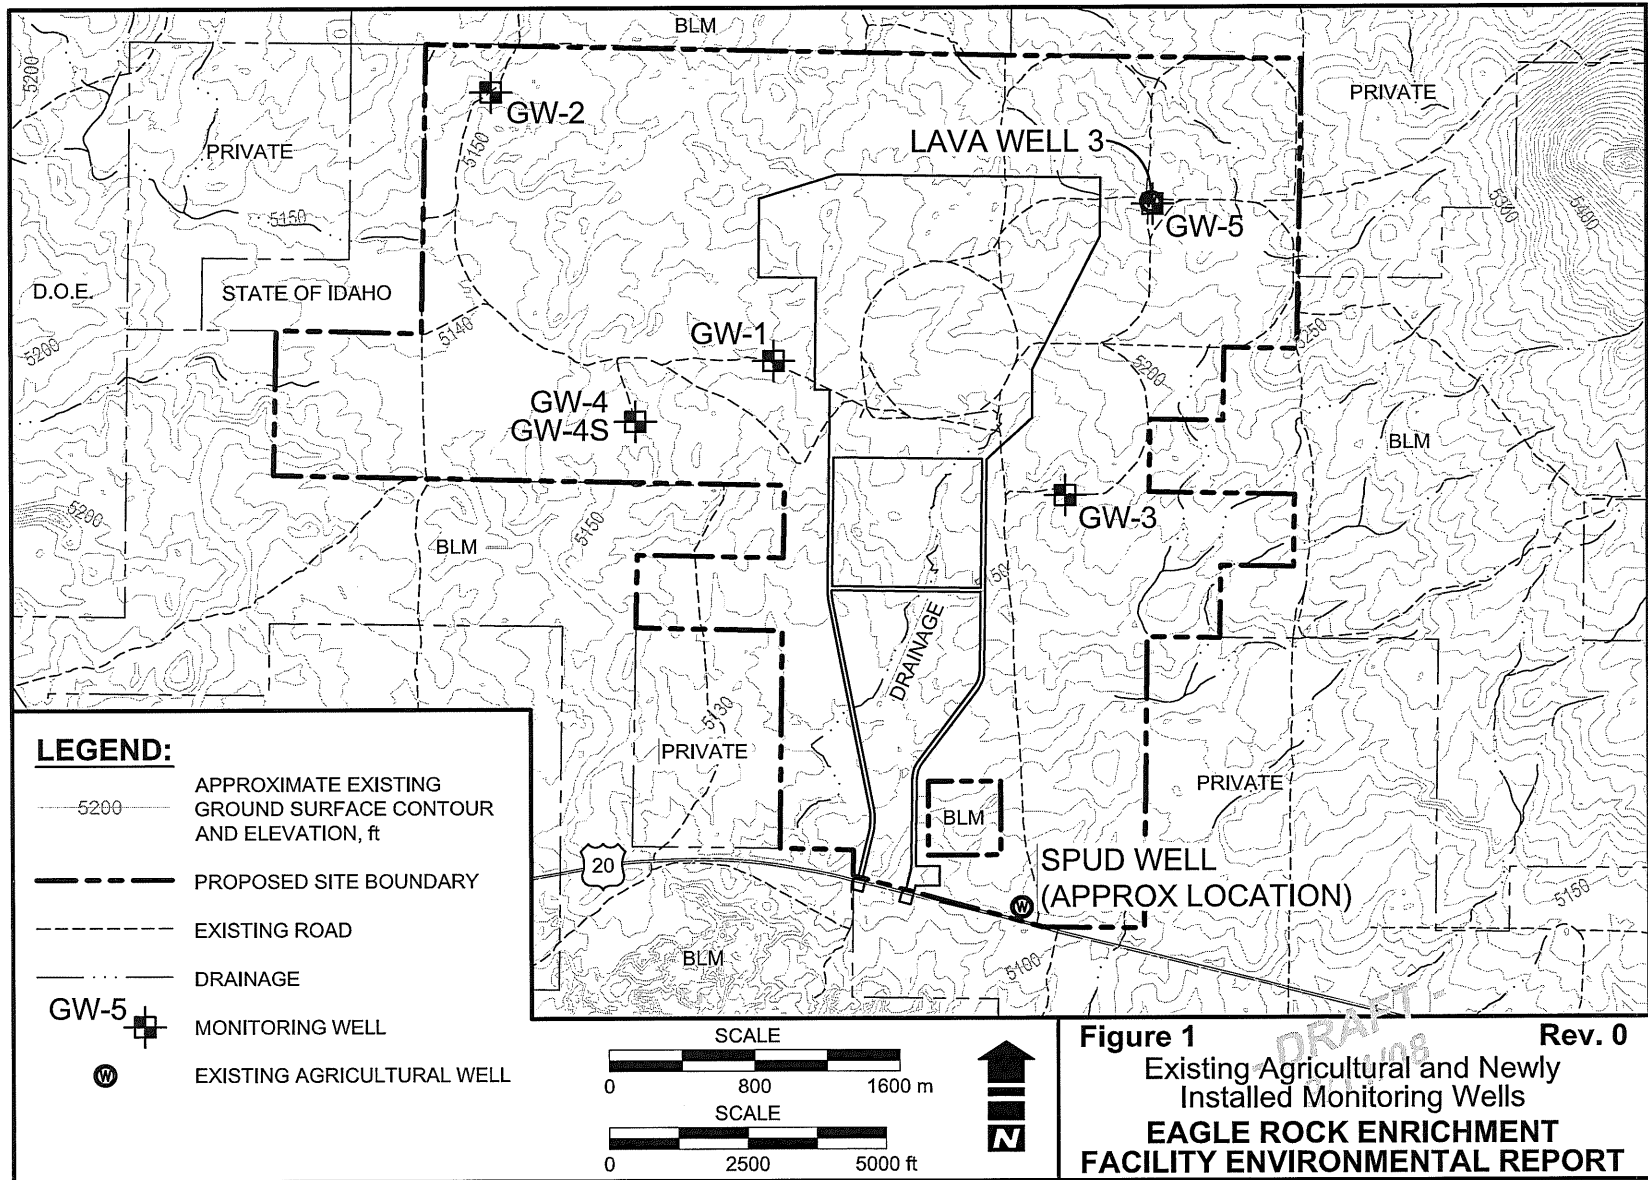 BLM
5200
PRIVATE
GW-2
PRIVATE
5150
LAVA WELL 3
5150
5300
5400
GW-5
D.O.E.
STATE OF IDAHO
5140
5200
GW-1
5250
5200
GW-4
GW-4S
BLM
5200
5150
BLM
GW-3
5150
DRAINAGE
5130
PRIVATE
PRIVATE
BLM
20
SPUD WELL
(APPROX LOCATION)
W
5150
BLM
5100
LEGEND:
5200
APPROXIMATE EXISTING
GROUND SURFACE CONTOUR
AND ELEVATION, ft
PROPOSED SITE BOUNDARY
EXISTING ROAD
DRAINAGE
GW-5
MONITORING WELL
W
EXISTING AGRICULTURAL WELL
SCALE
0 800 1600 m
SCALE
0 2500 5000 ft
N
Figure 1 Rev. 0
DRAFT -
Existing Agricultural and Newly
Installed Monitoring Wells
EAGLE ROCK ENRICHMENT
FACILITY ENVIRONMENTAL REPORT